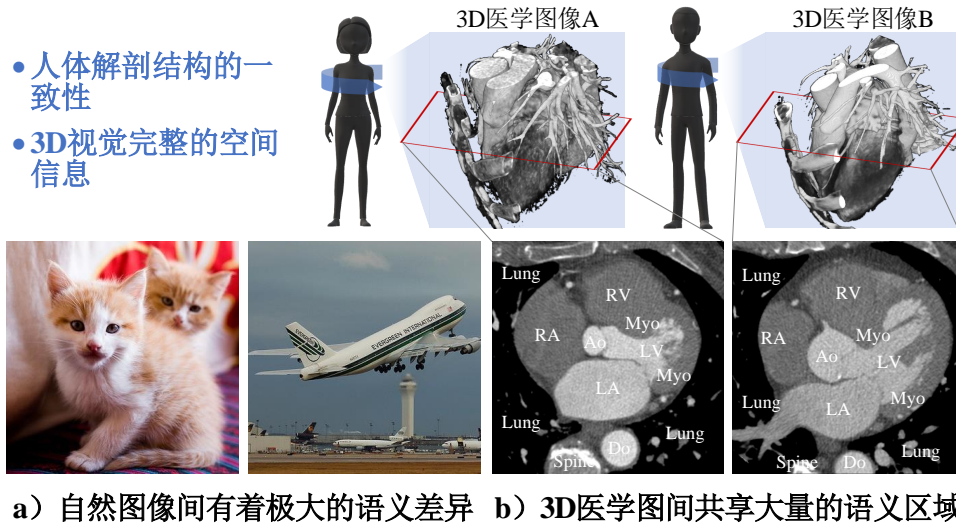 3D医学图像A
3D医学图像B
• 人体解剖结构的一
致性
• 3D视觉完整的空间
信息
EVERGREEN INTERNATIONAL
EVERGREEN
Lung
RV
RA
Myo
Ao
LV
LA
Myo
Lung
Lung
Do
Spine
Lung
RV
RA
Myo
Ao
LV
Myo
Lung
LA
Lung
Spine
Do
a）自然图像间有着极大的语义差异
b）3D医学图间共享大量的语义区域